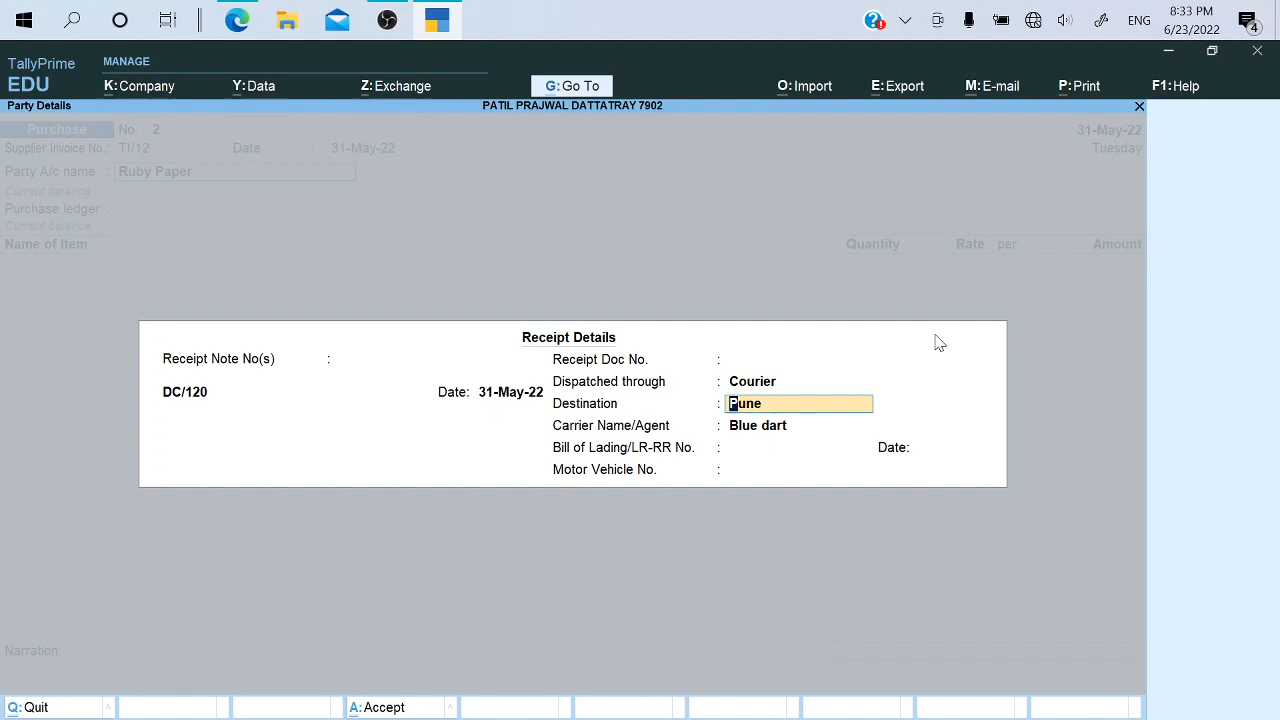 ENG
8:33 PM
6/23/2022
4
TallyPrime
EDU
MANAGE
K:Company
Y:Data
Z:Exchange
G:Go To
O:Import
E:Export
M:E-mail
P:Print
F1:Help
Party Details
PATIL PRAJWAL DATTATRAY 7902
Purchase No. 2
31-May-22
Supplier Invoice No.: TI/12 Date : 31-May-22
Tuesday
Party A/c name : Ruby Paper
Current balance :
Purchase ledger :
Current balance
Name of Item Quantity Rate per Amount
Receipt Details
Receipt Note No(s) :
Receipt Doc No. :
Dispatched through : Courier
DC/120 Date: 31-May-22
Destination : Pune
Carrier Name/Agent : Blue dart
Bill of Lading/LR-RR No. : Date:
Motor Vehicle No. :
Narration:
Q:Quit
A:Accept